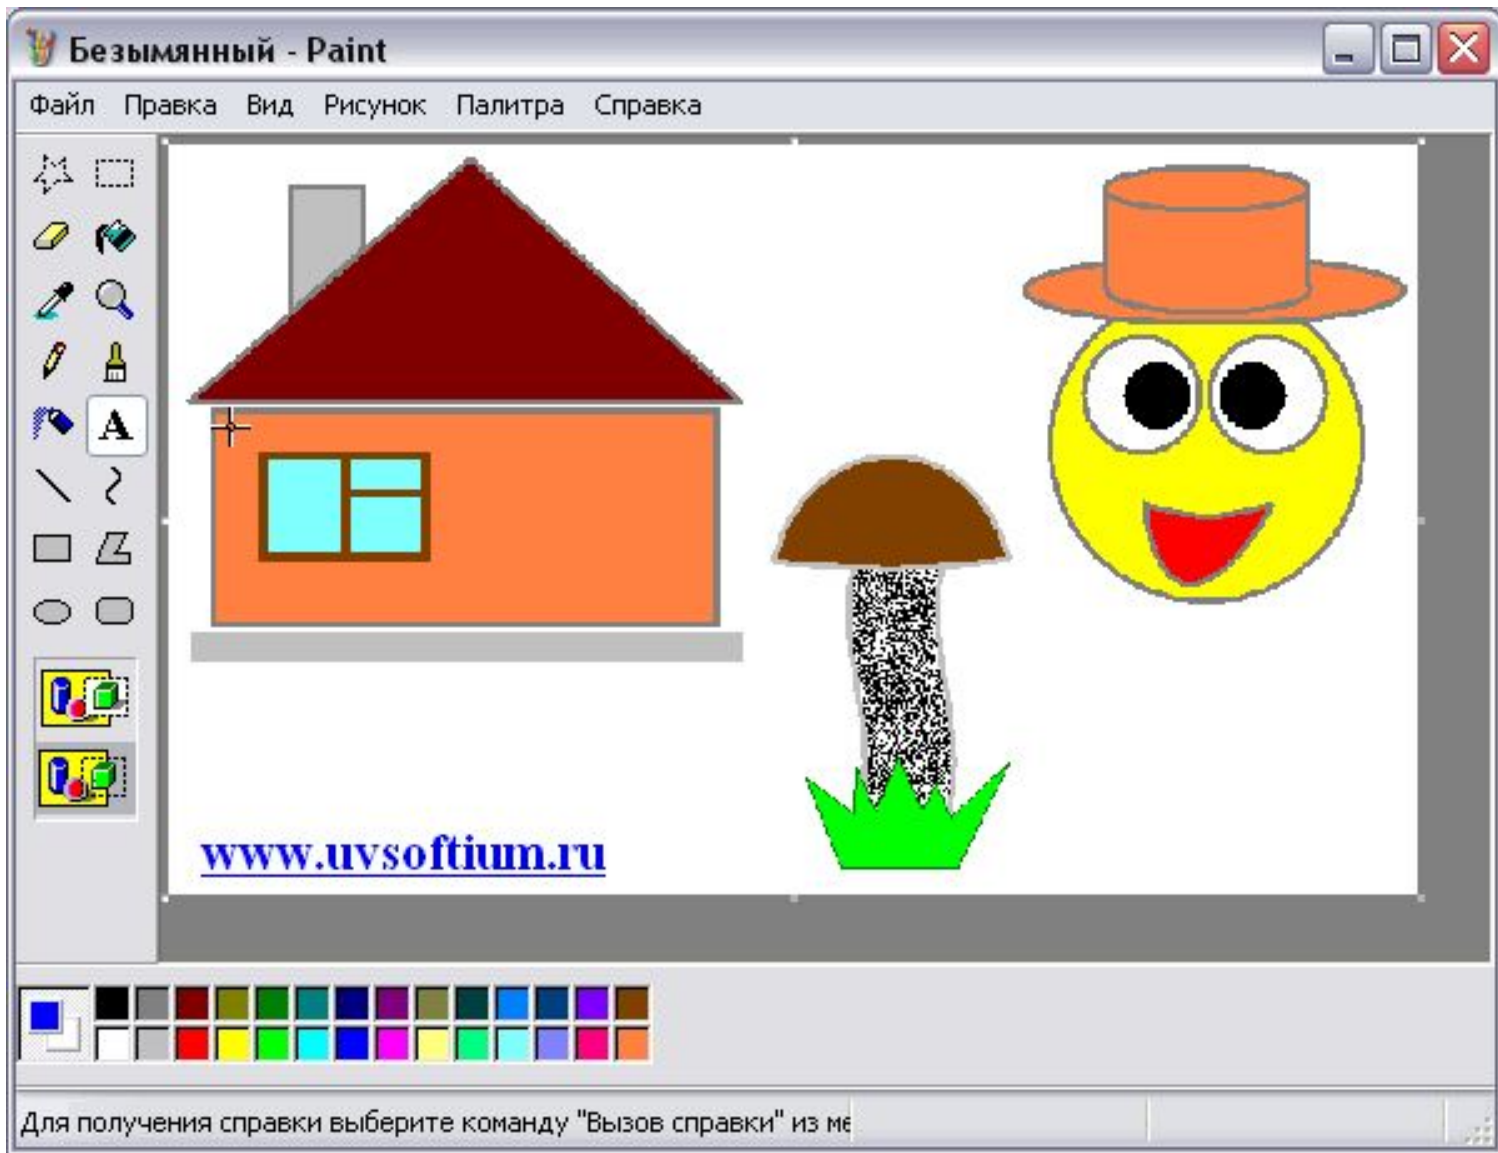 Безымянный - Paint
Файл Правка Вид Рисунок Палитра Справка
A
www.uvsoftium.ru
Для получения справки выберите команду "Вызов справки" из ме